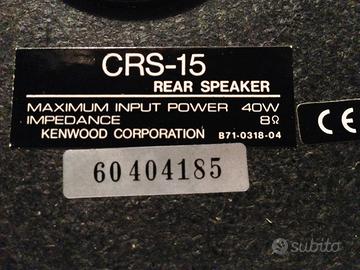 CRS-15
REAR SPEAKER
MAXIMUM INPUT POWER 40W
IMPEDANCE 8Ω
KENWOOD CORPORATION B71-0318-04
CE
60404185
subito